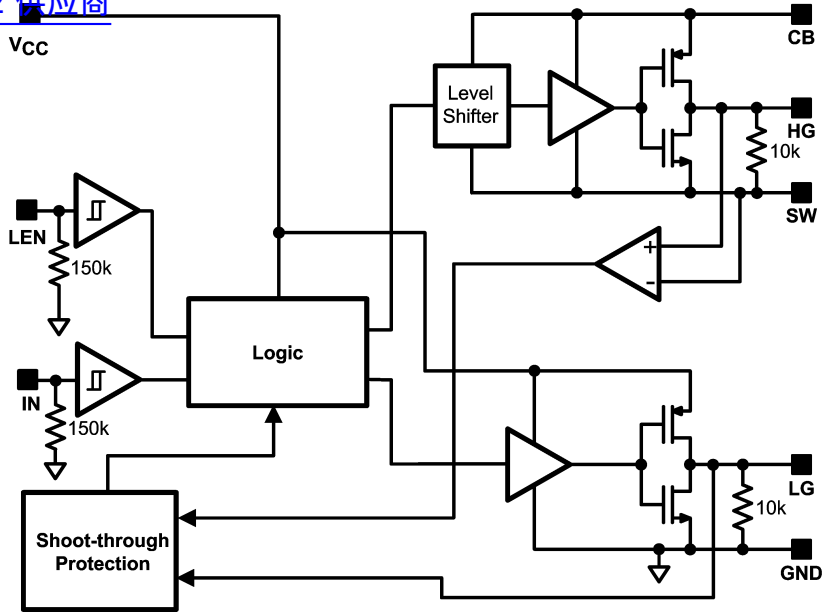 供应商
VCC
CB
Level
Shifter
HG
10k
SW
LEN
150k
+
-
Logic
IN
150k
LG
10k
Shoot-through
Protection
GND